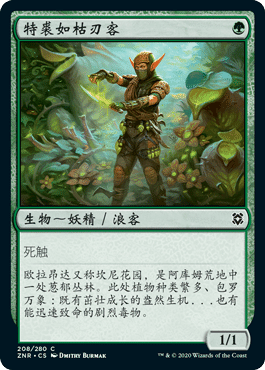 特裘如枯刃客
生物～妖精 / 浪客
死触
欧拉昂达又称坎尼花园，是阿库姆荒地中
一处葱郁丛林。此处植物种类繁多、包罗
万象：既有茁壮成长的盎然生机...也有
能迅速致命的剧烈毒物。
1/1
208/280 C
ZNR • CS DMITRY BURMAK
™ & © 2020 Wizards of the Coast